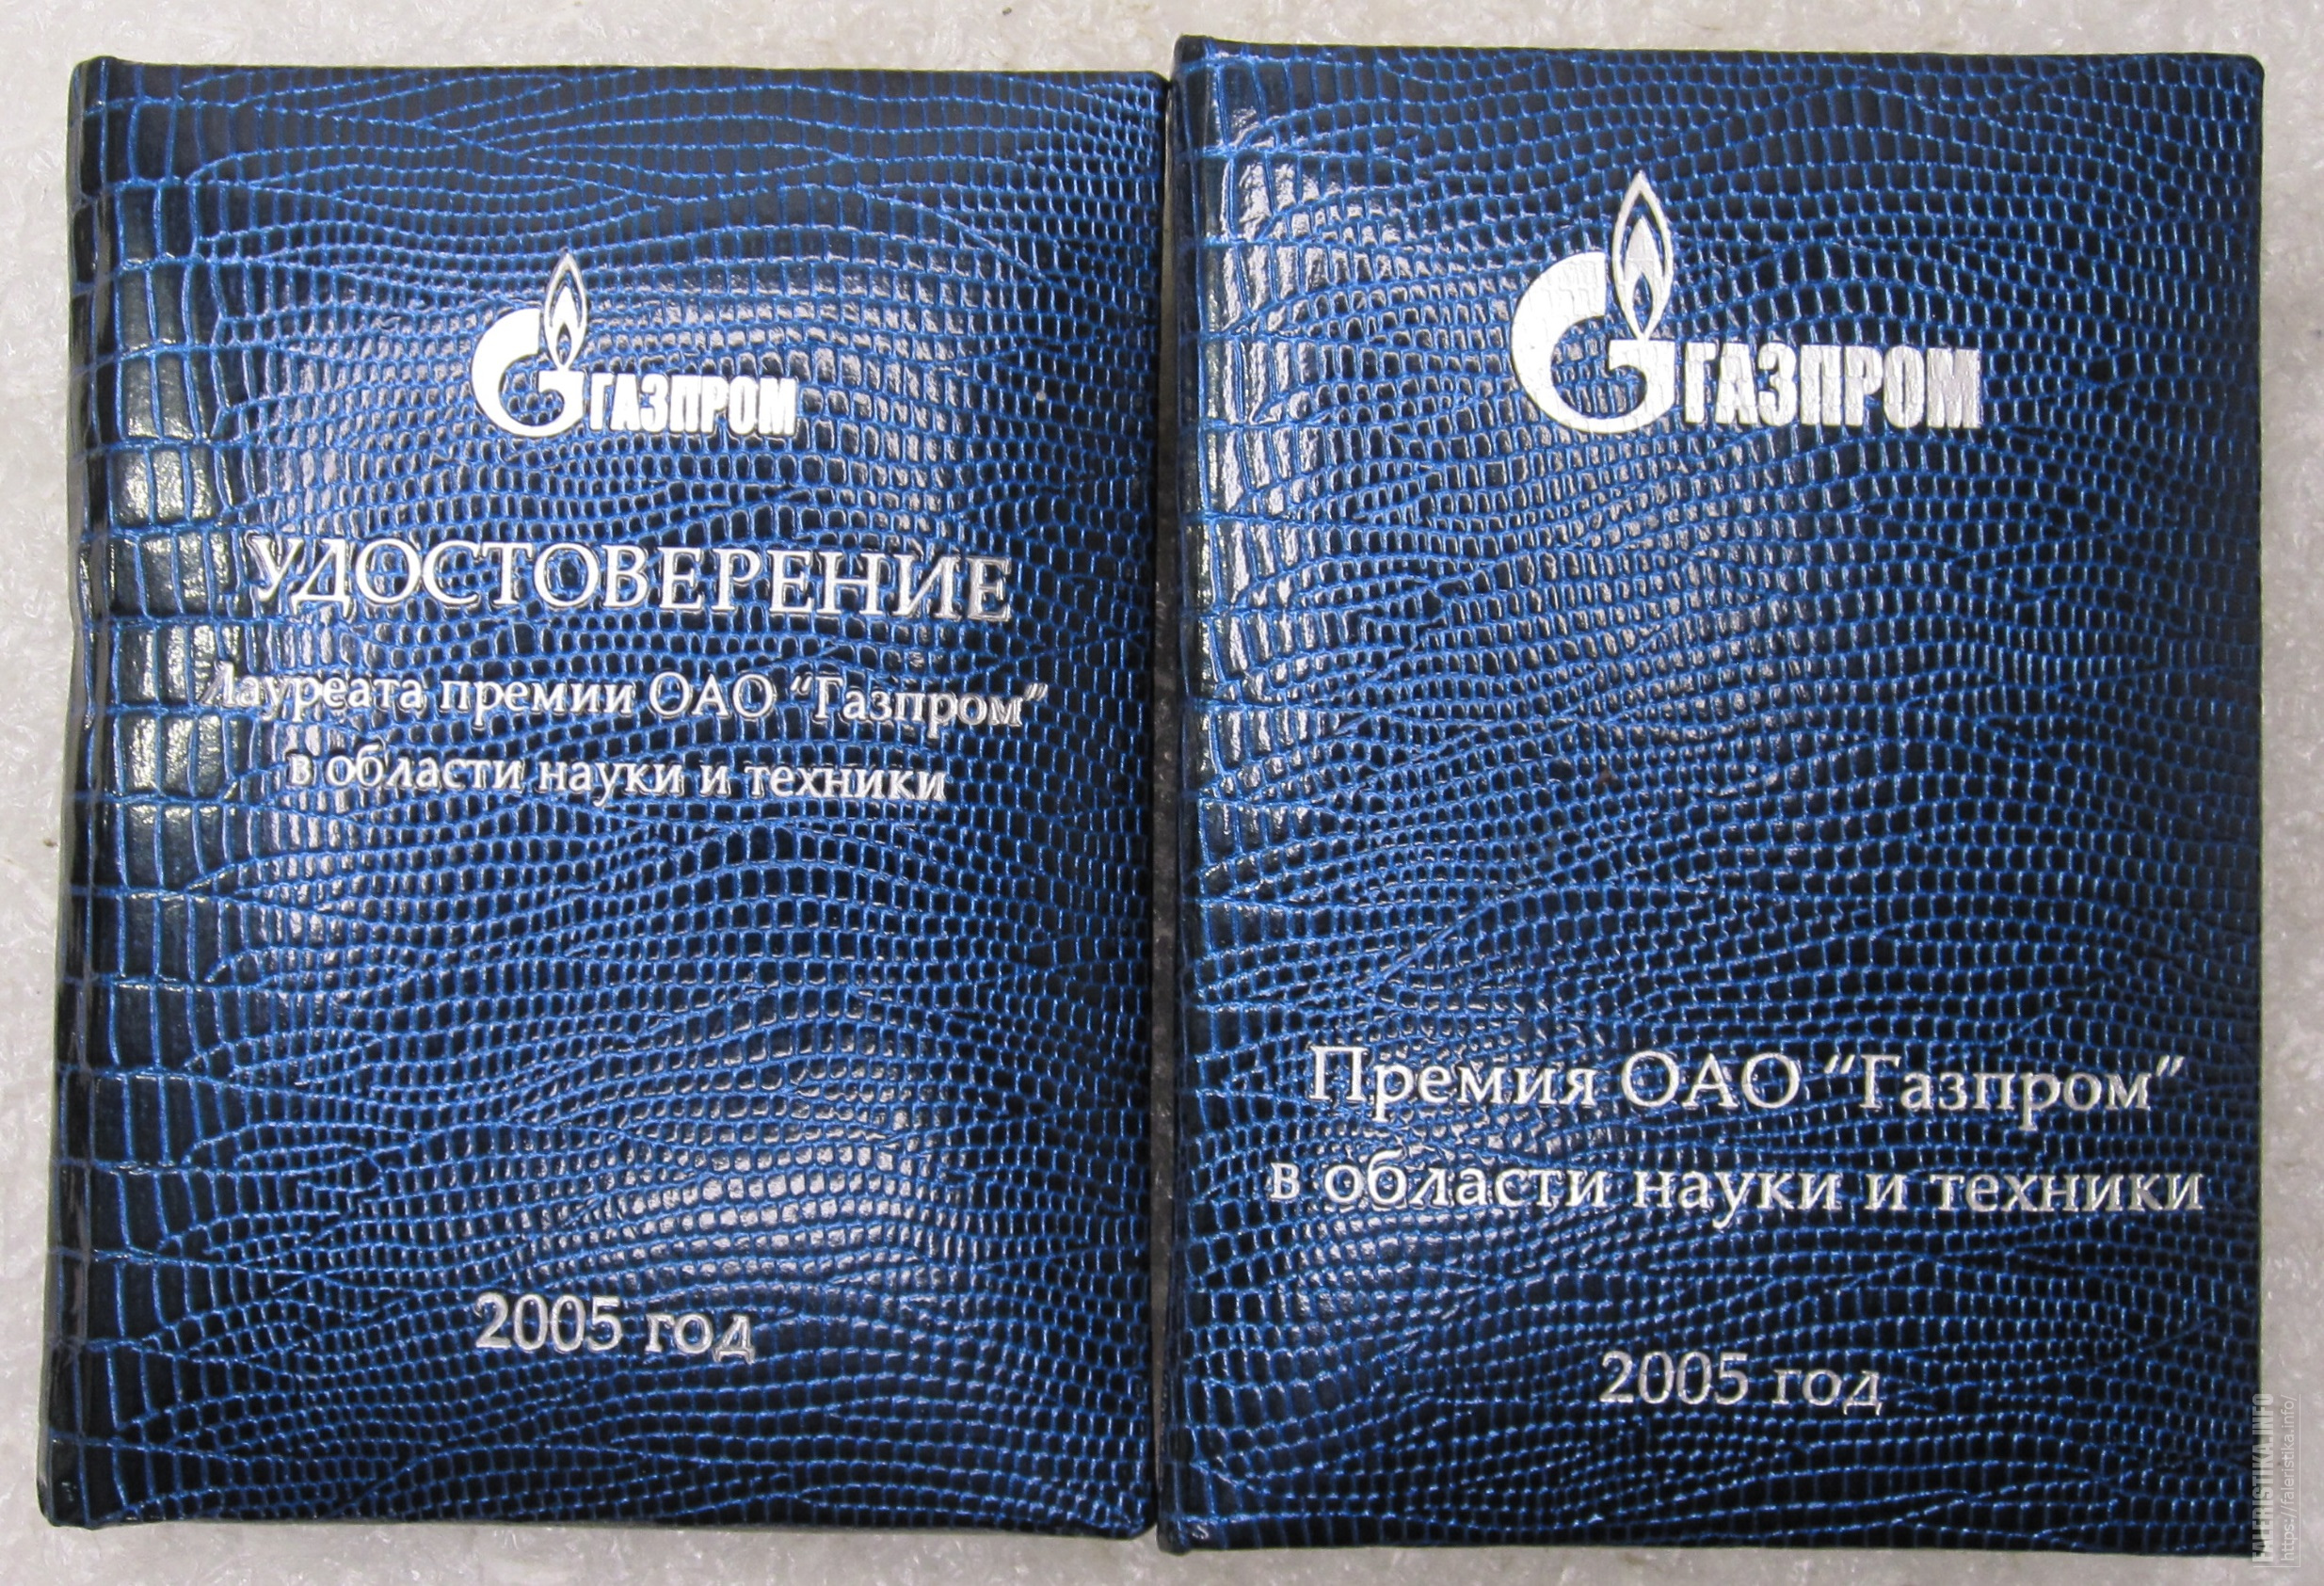 ГАЗПРОМ
УДОСТОВЕРЕНИЕ
Лауреата премии ОАО “Газпром”
в области науки и техники
2005 год
ГАЗПРОМ
Премия ОАО “Газпром”
в области науки и техники
2005 год
FALERISTIKA.INFO
https://faleristika.info/